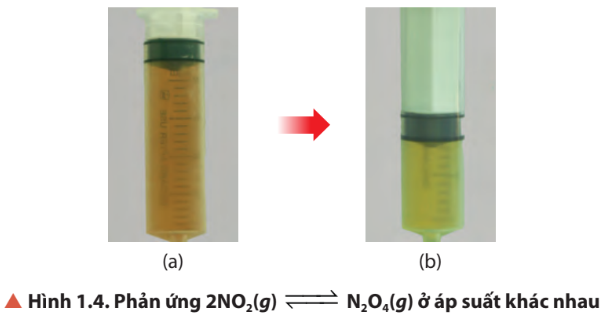 (a)
(b)
▲ Hình 1.4. Phản ứng 2NO₂(g) ⇌ N₂O₄(g) ở áp suất khác nhau